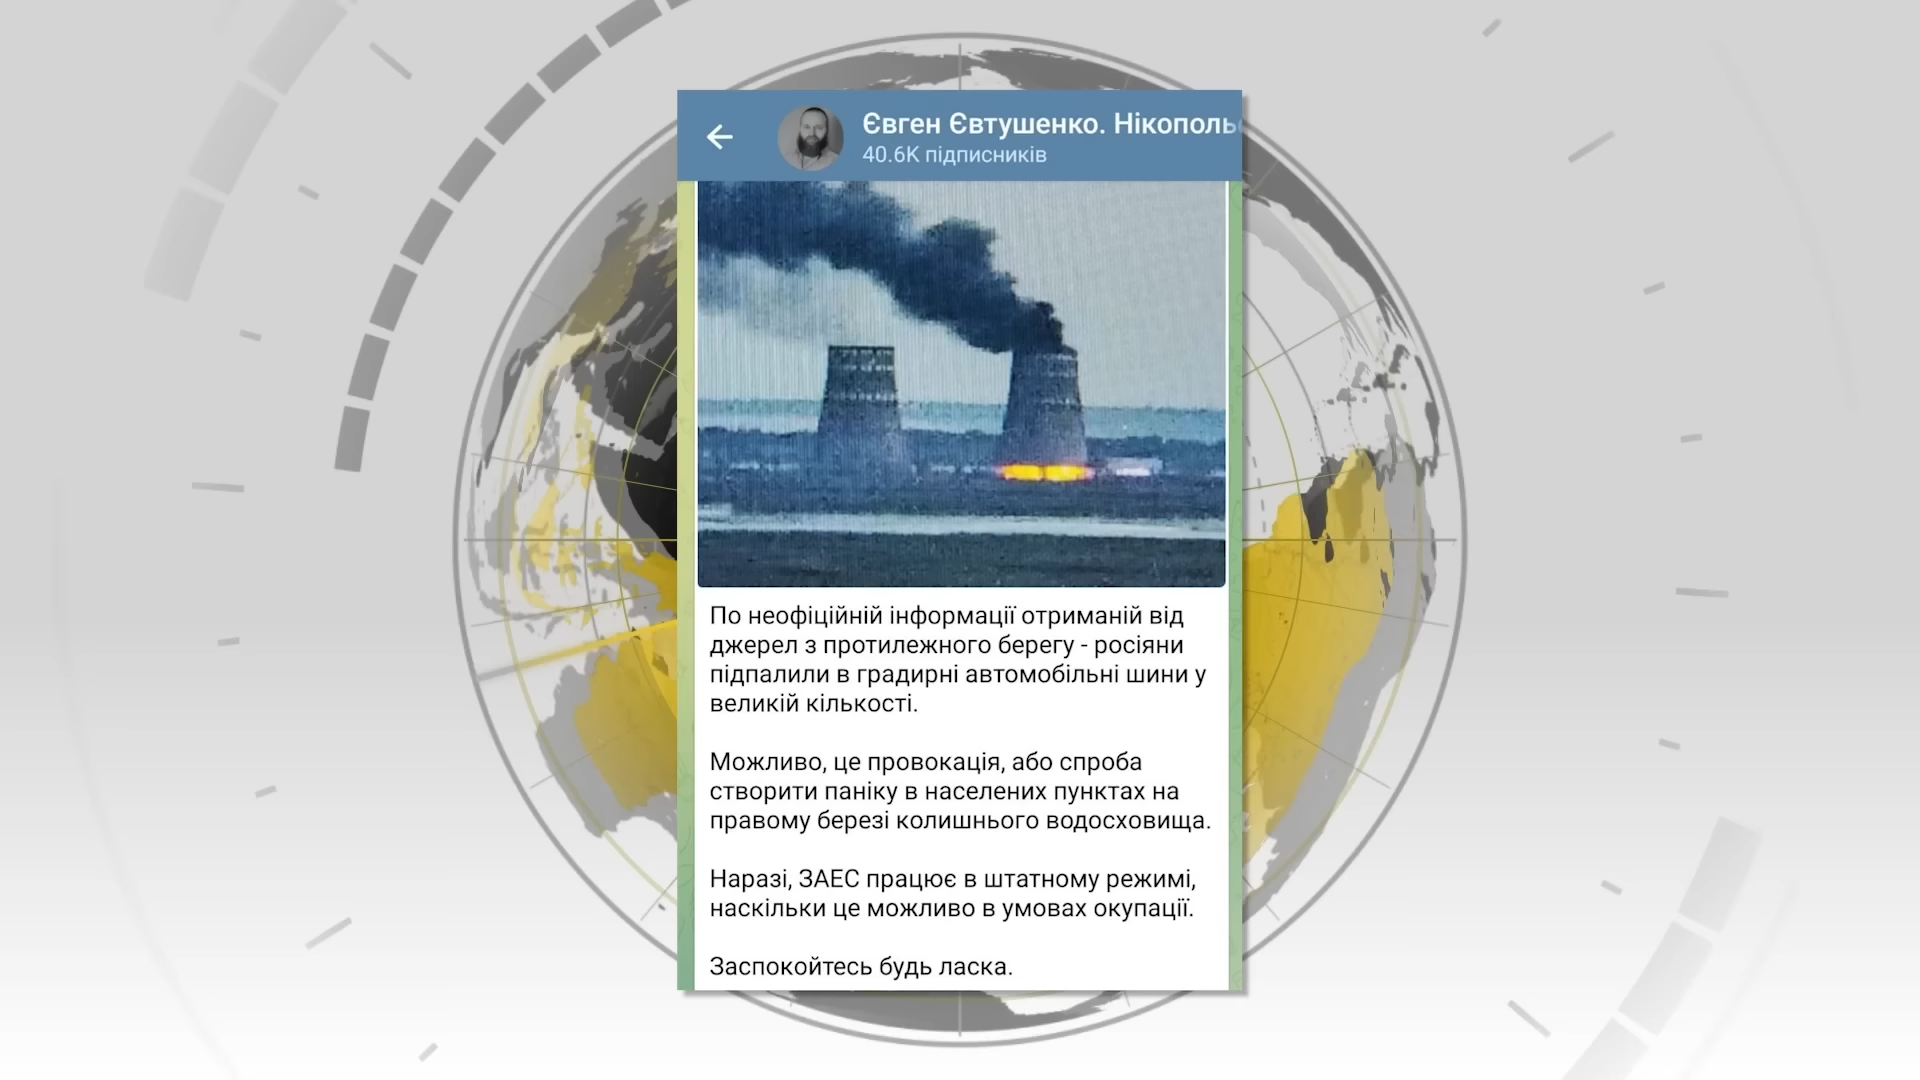 Євген Євтушенко. Нікополь
40.6K підписників
По неофіційній інформації отриманій від
джерел з протилежного берегу - росіяни
підпалили в градирні автомобільні шини у
великій кількості.
Можливо, це провокація, або спроба
створити паніку в населених пунктах на
правому березі колишнього водосховища.
Наразі, ЗАЕС працює в штатному режимі,
наскільки це можливо в умовах окупації.
Заспокойтесь будь ласка.